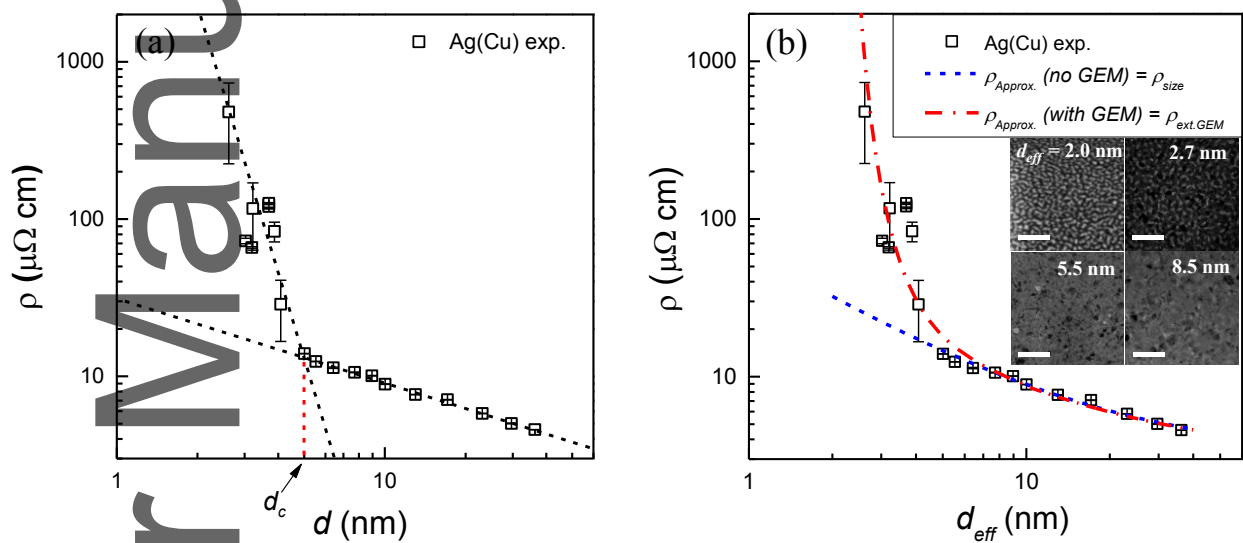 r Manu
(a)
Ag(Cu) exp.
1000
100
10
ρ (μΩ cm)
1
10
d_c
d (nm)
(b)
Ag(Cu) exp.
ρ_Approx. (no GEM) = ρ_size
ρ_Approx. (with GEM) = ρ_ext.GEM
d_eff = 2.0 nm
2.7 nm
5.5 nm
8.5 nm
1000
100
10
ρ (μΩ cm)
1
10
d_eff (nm)